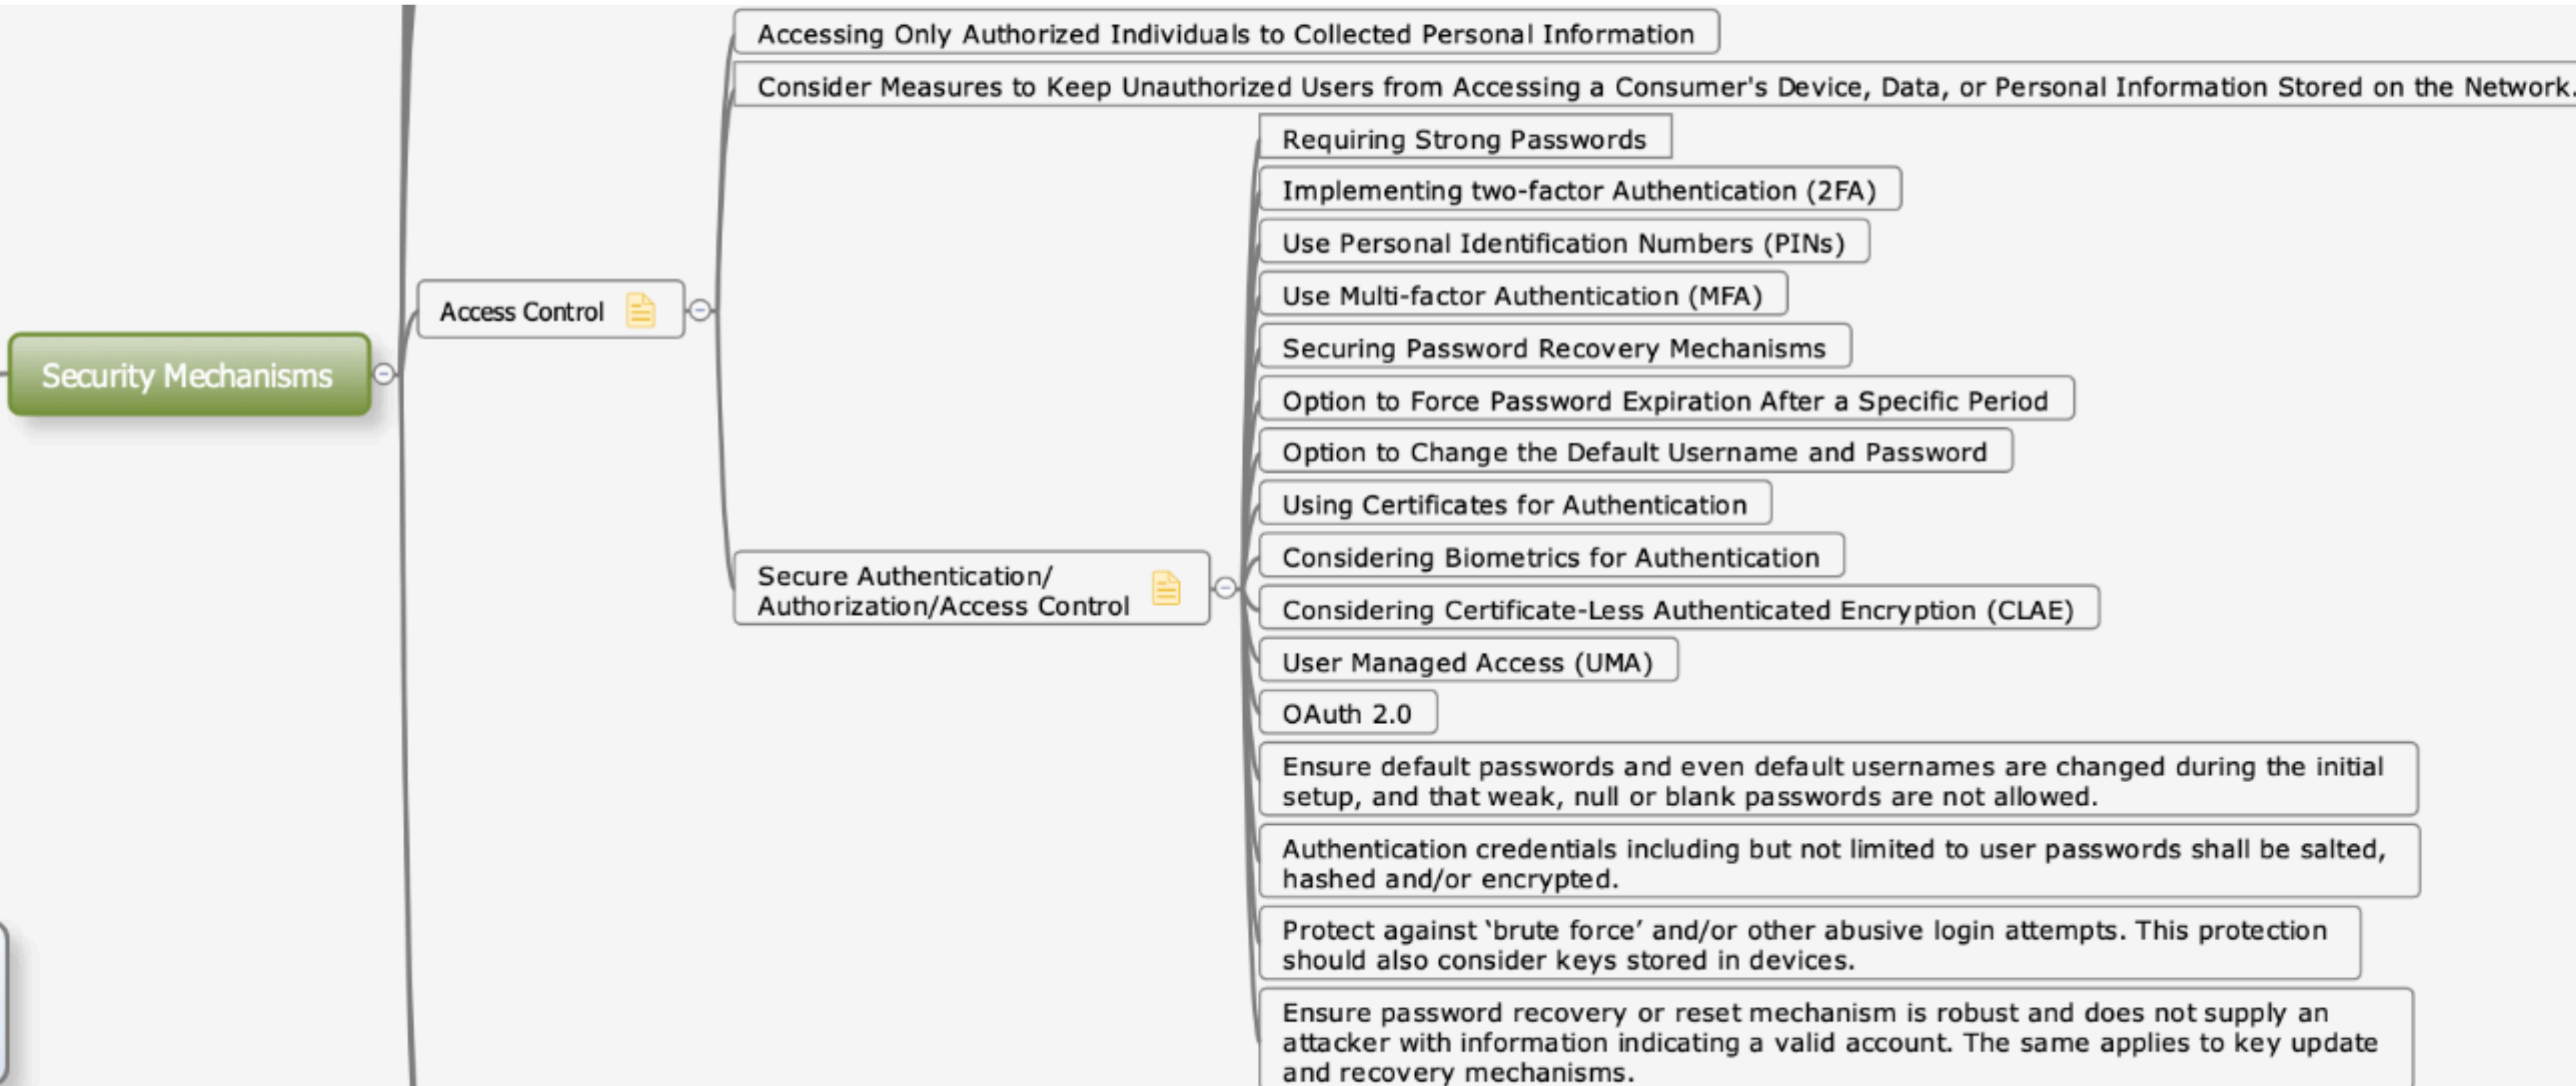 Accessing Only Authorized Individuals to Collected Personal Information
Consider Measures to Keep Unauthorized Users from Accessing a Consumer's Device, Data, or Personal Information Stored on the Network.
Requiring Strong Passwords
Implementing two-factor Authentication (2FA)
Use Personal Identification Numbers (PINs)
Use Multi-factor Authentication (MFA)
Access Control
Securing Password Recovery Mechanisms
Security Mechanisms
Option to Force Password Expiration After a Specific Period
Option to Change the Default Username and Password
Using Certificates for Authentication
Considering Biometrics for Authentication
Secure Authentication/
Authorization/Access Control
Considering Certificate-Less Authenticated Encryption (CLAE)
User Managed Access (UMA)
OAuth 2.0
Ensure default passwords and even default usernames are changed during the initial
setup, and that weak, null or blank passwords are not allowed.
Authentication credentials including but not limited to user passwords shall be salted,
hashed and/or encrypted.
Protect against ‘brute force’ and/or other abusive login attempts. This protection
should also consider keys stored in devices.
Ensure password recovery or reset mechanism is robust and does not supply an
attacker with information indicating a valid account. The same applies to key update
and recovery mechanisms.